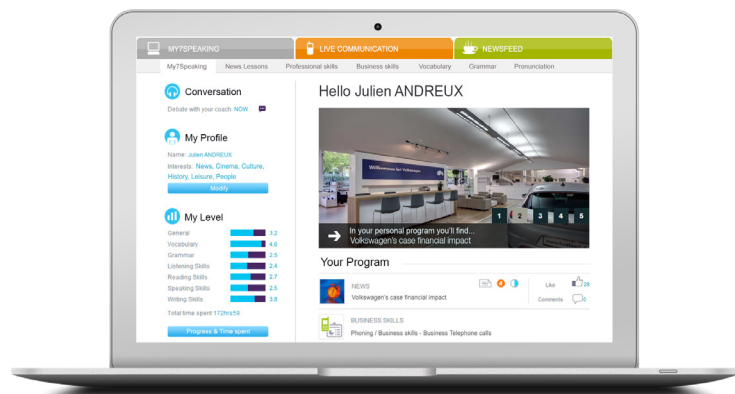 MY7SPEAKING
LIVE COMMUNICATION
NEWSFEED
My7Speaking
News Lessons
Professional skills
Business skills
Vocabulary
Grammar
Pronunciation
Conversation
Debate with your coach NOW
My Profile
Name: Julien ANDREUX
Interests: News, Cinema, Culture,
History, Leisure, People
Modify
My Level
General 3.2
Vocabulary 4.6
Grammar 2.5
Listening Skills 2.4
Reading Skills 2.7
Speaking Skills 2.5
Writing Skills 3.8
Total time spent 172hrs59
Progress & Time spent
Hello Julien ANDREUX
Willkommen bei Volkswagen
1 2 3 4 5
In your personal program you'll find...
Volkswagen's case financial impact
Your Program
NEWS
Volkswagen's case financial impact
4
Like 28
Comments 0
BUSINESS SKILLS
Phoning / Business skills - Business Telephone calls